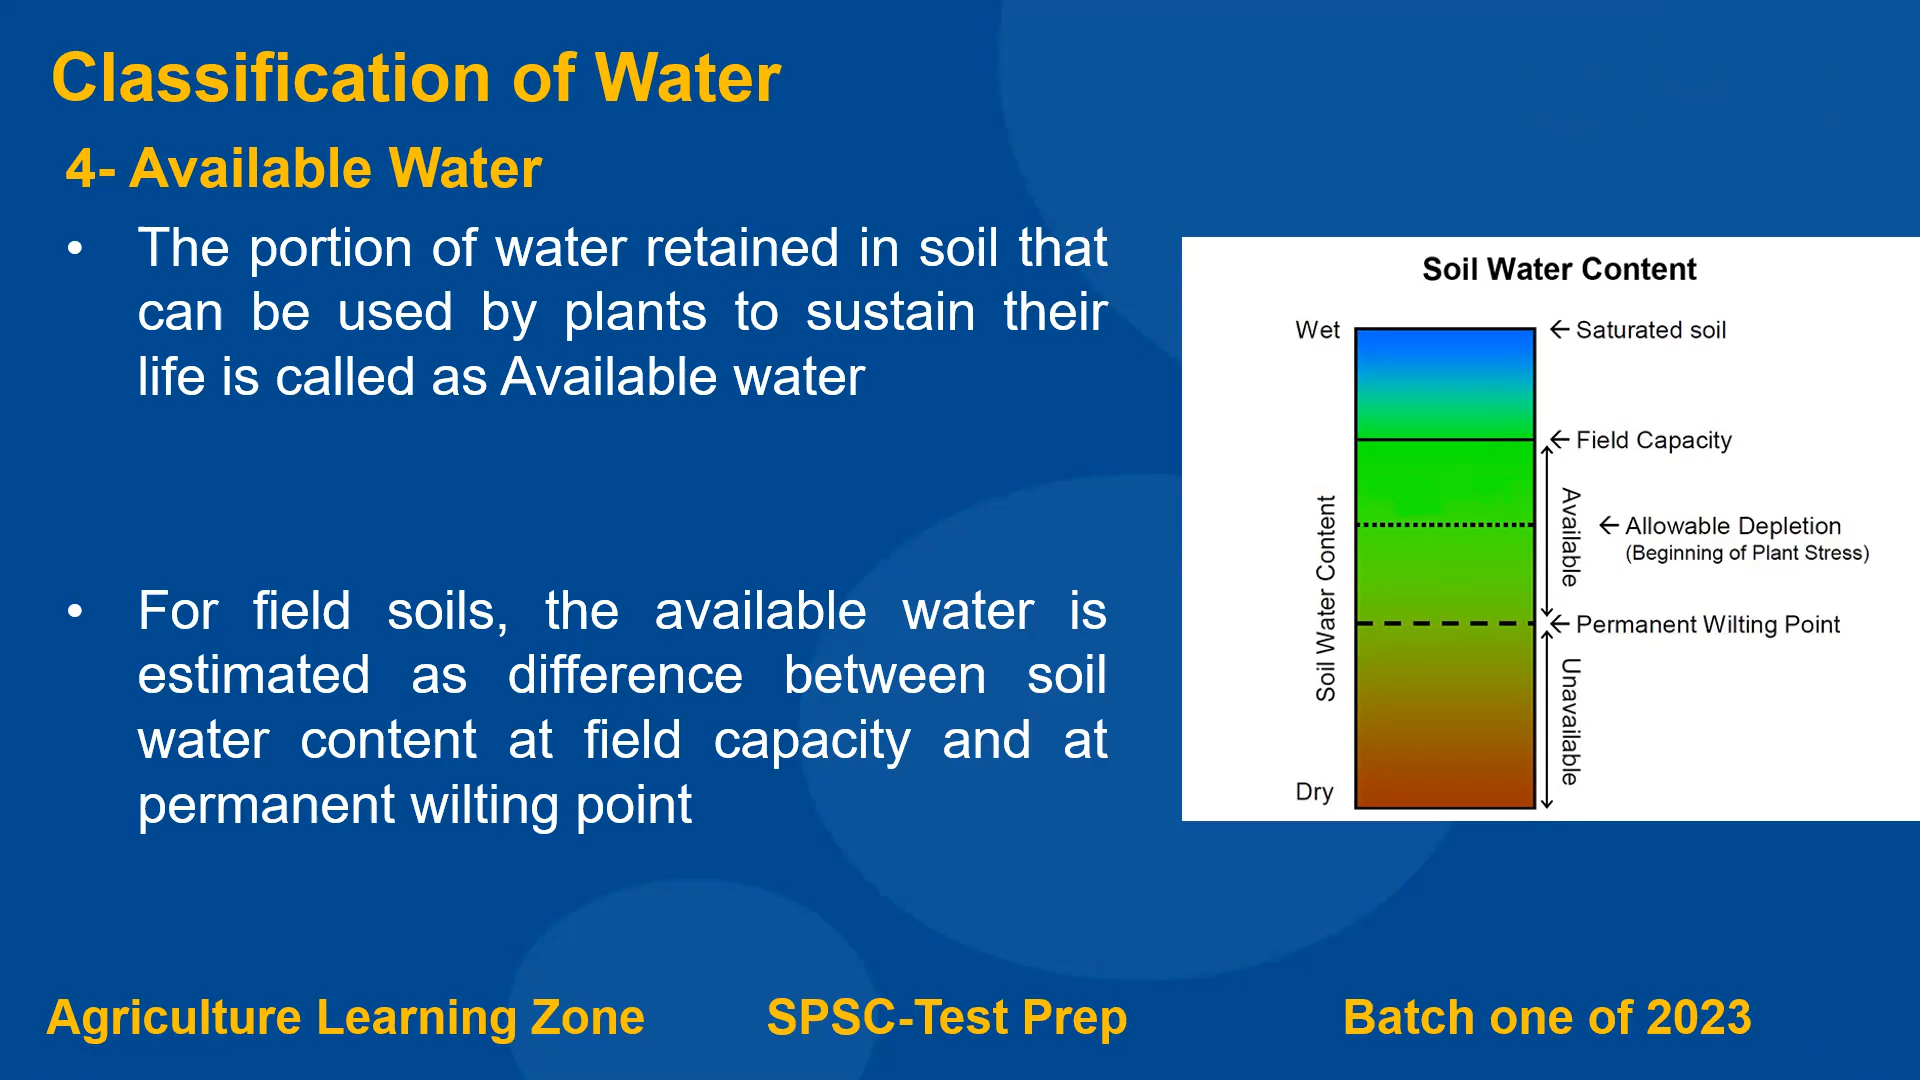 Classification of Water
4- Available Water
• The portion of water retained in soil that
can be used by plants to sustain their
life is called as Available water
• For field soils, the available water is
estimated as difference between soil
water content at field capacity and at
permanent wilting point
Soil Water Content
Wet
← Saturated soil
← Field Capacity
Available
← Allowable Depletion
(Beginning of Plant Stress)
Soil Water Content
← Permanent Wilting Point
Unavailable
Dry
Agriculture Learning Zone
SPSC-Test Prep
Batch one of 2023